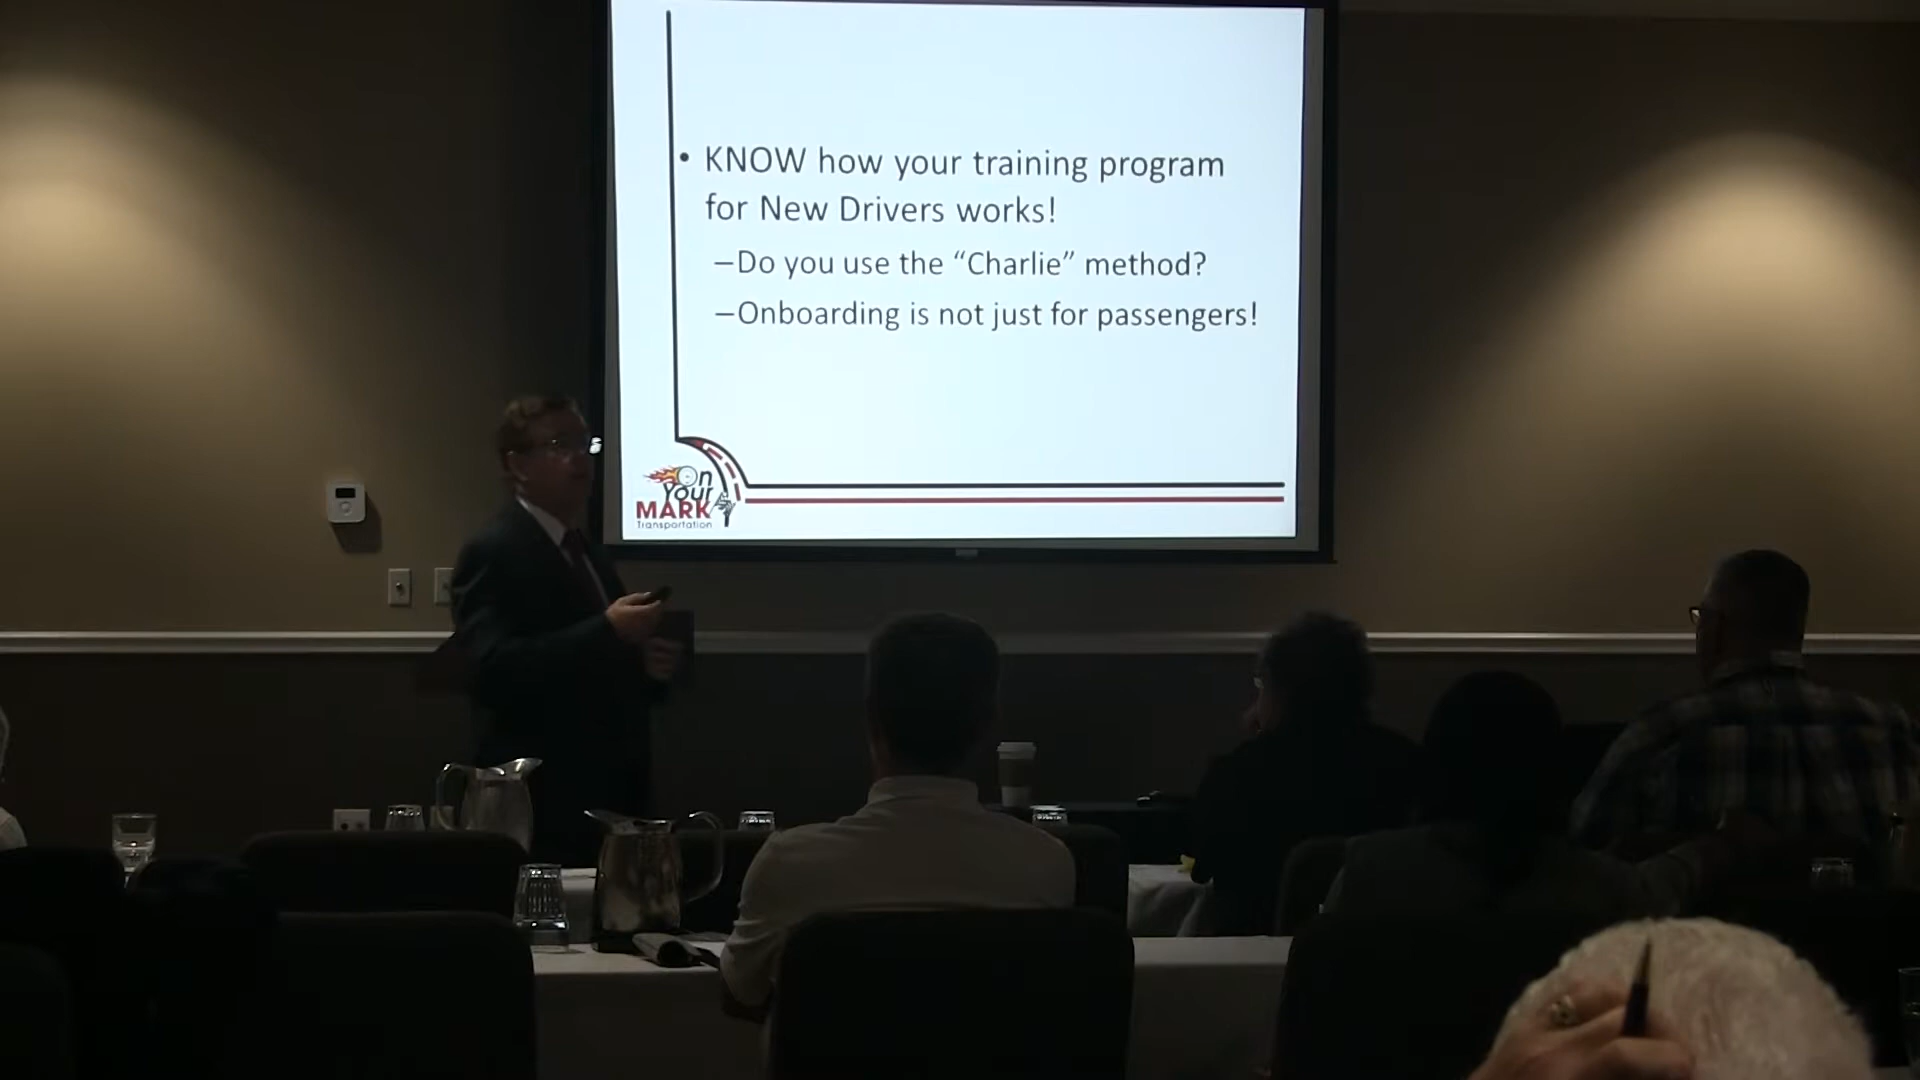 • KNOW how your training program
for New Drivers works!
–Do you use the “Charlie” method?
–Onboarding is not just for passengers!
On
Your
MARK
Transportation